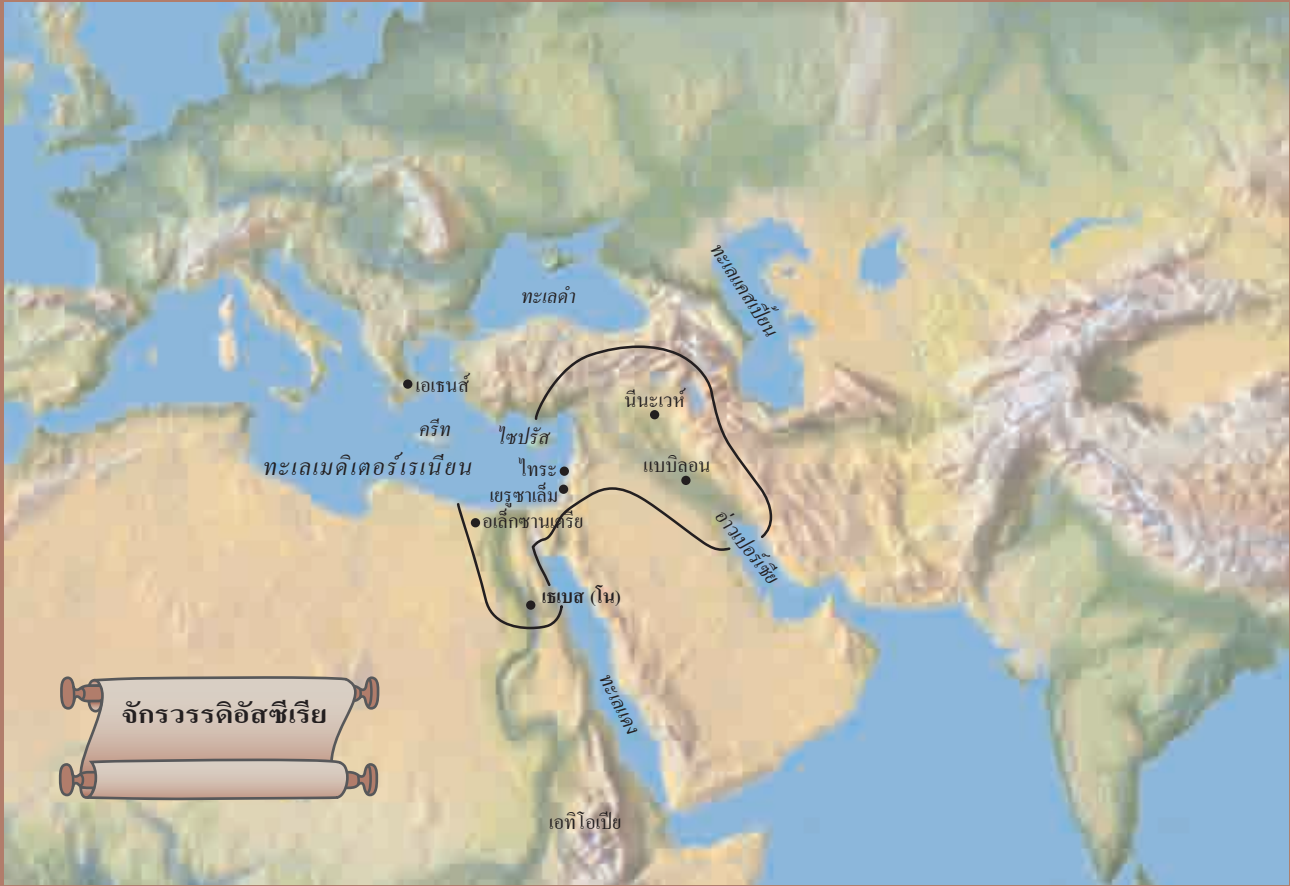 ทะเลดำ
ทะเลแคสเปี้ยน
เอเธนส์
นีนะเวห์
ครีท
ไซปรัส
ทะเลเมดิเตอร์เรเนียน
ไทระ
แบบิลอน
เยรูซาเล็ม
อเล็กซานเดรีย
อ่าวเปอร์เซีย
เธเบส (โน)
ทะเลแดง
จักรวรรดิอัสซีเรีย
เอทิโอเปีย